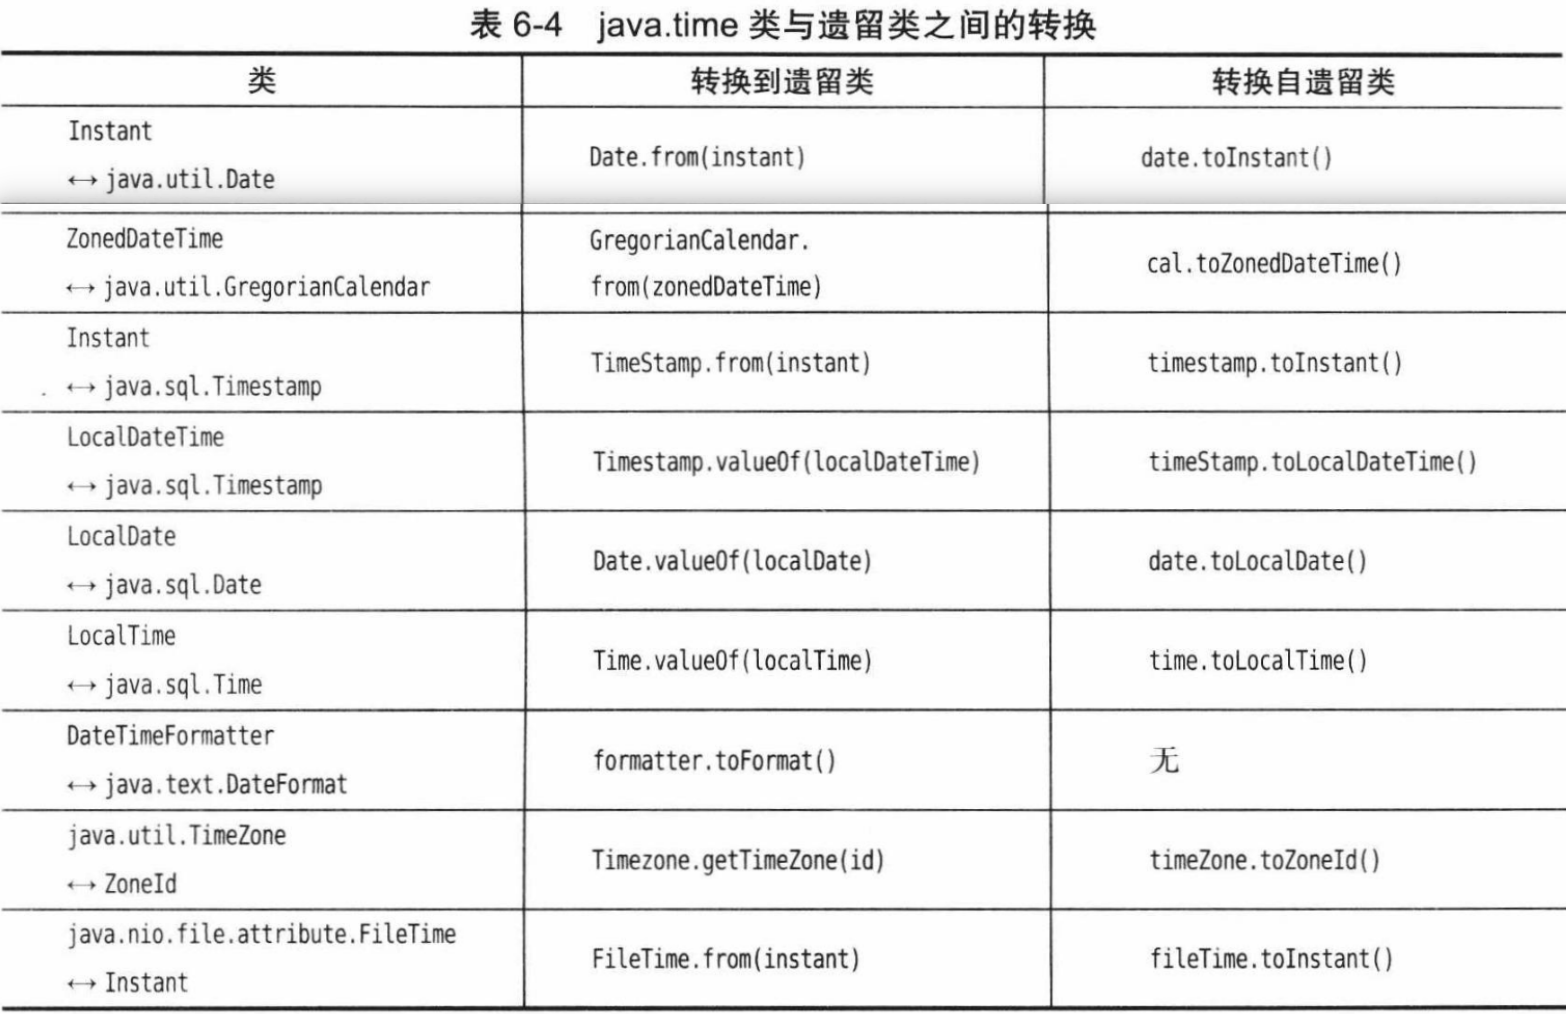 表 6-4 java.time 类与遗留类之间的转换
类 转换到遗留类 转换自遗留类
Instant
↔ java.util.Date
Date.from(instant)
date.toInstant()
ZonedDateTime
↔ java.util.GregorianCalendar
GregorianCalendar.
from(zonedDateTime)
cal.toZonedDateTime()
Instant
↔ java.sql.Timestamp
TimeStamp.from(instant)
timestamp.toInstant()
LocalDateTime
↔ java.sql.Timestamp
Timestamp.valueOf(localDateTime)
timeStamp.toLocalDateTime()
LocalDate
↔ java.sql.Date
Date.valueOf(localDate)
date.toLocalDate()
LocalTime
↔ java.sql.Time
Time.valueOf(localTime)
time.toLocalTime()
DateTimeFormatter
↔ java.text.DateFormat
formatter.toFormat()
无
java.util.TimeZone
↔ ZoneId
Timezone.getTimeZone(id)
timeZone.toZoneId()
java.nio.file.attribute.FileTime
↔ Instant
FileTime.from(instant)
fileTime.toInstant()